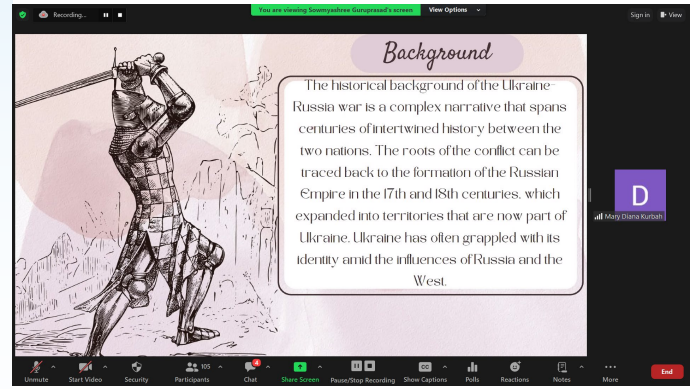 Recording...
You are viewing Sowmyashree Guruprasad's screen
View Options
Sign in
View
Background
The historical background of the Ukraine-
Russia war is a complex narrative that spans
centuries of intertwined history between the
two nations. The roots of the conflict can be
traced back to the formation of the Russian
Empire in the 17th and 18th centuries, which
expanded into territories that are now part of
Ukraine. Ukraine has often grappled with its
identity amid the influences of Russia and the
West.
D
Mary Diana Kurbah
105
4
CC
Unmute
Start Video
Security
Participants
Chat
Share Screen
Pause/Stop Recording
Show Captions
Polls
Reactions
Notes
More
End